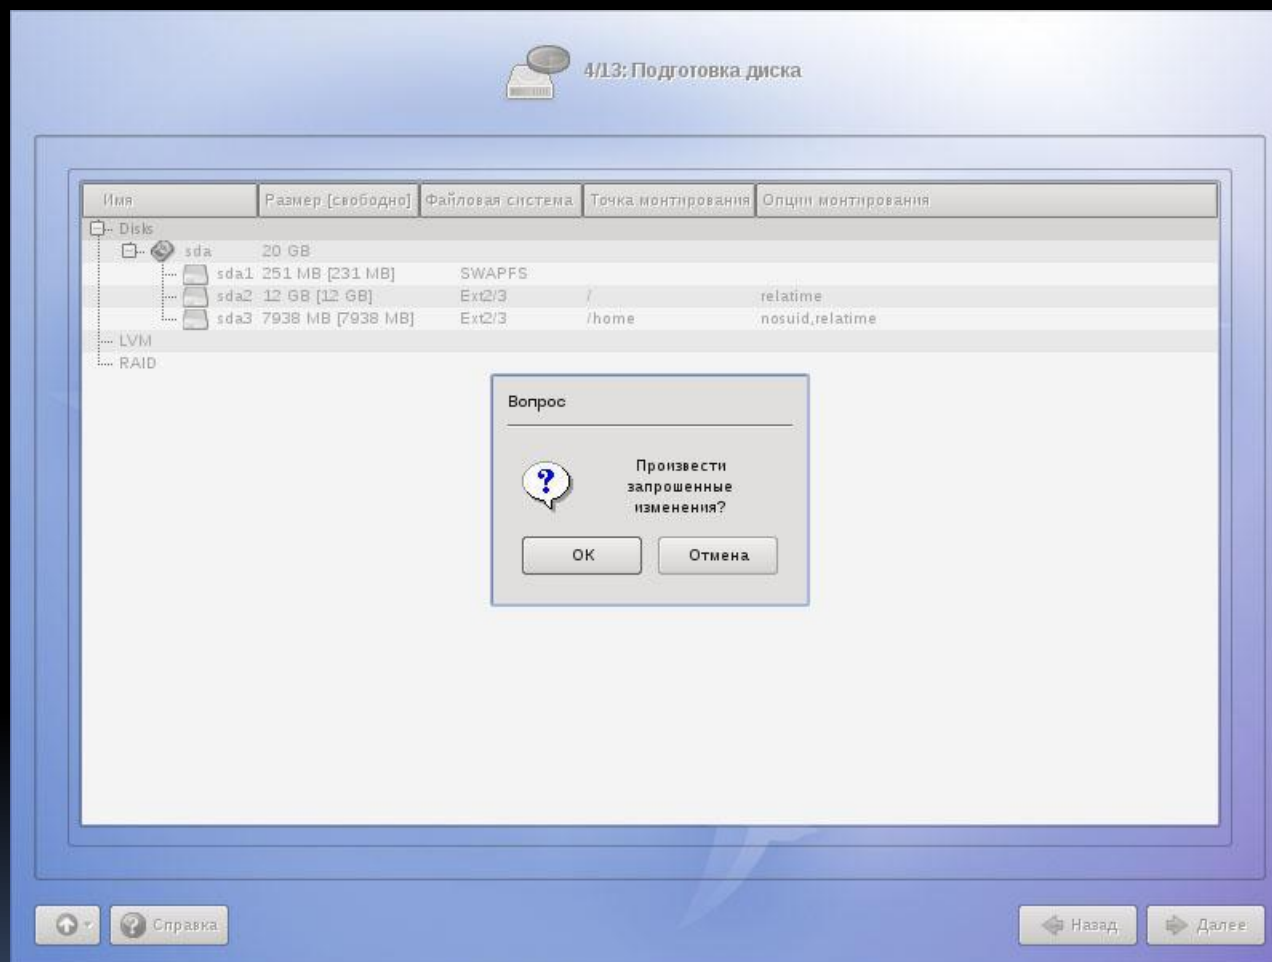 4/13: Подготовка диска
Имя Размер [свободно] Файловая система Точка монтирования Опции монтирования
Disks
sda 20 GB
sda1 251 MB [231 MB] SWAPFS
sda2 12 GB [12 GB] Ext2/3 / relatime
sda3 7938 MB [7938 MB] Ext2/3 /home nosuid,relatime
LVM
RAID
Вопрос
?
Произвести
запрошенные
изменения?
OK Отмена
? Справка Назад Далее